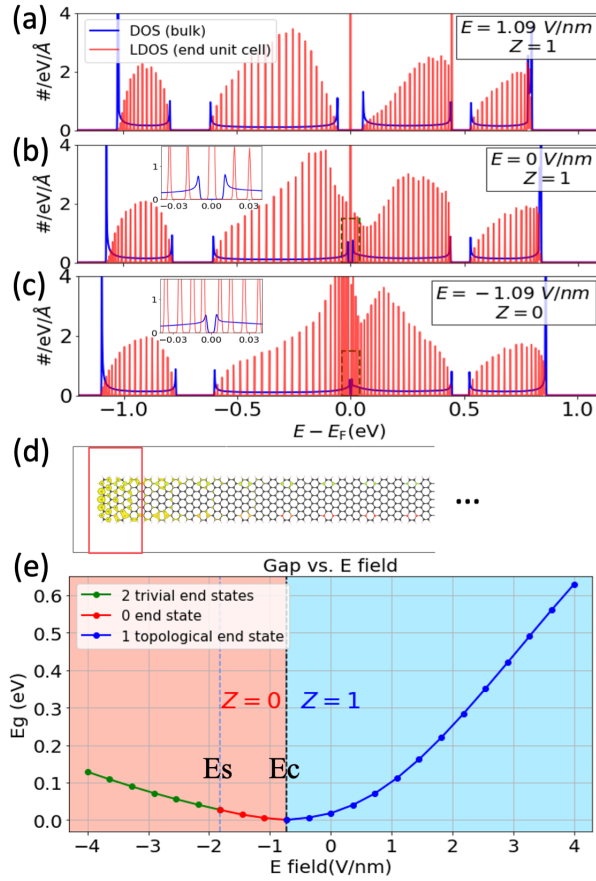 (a)
DOS (bulk)
LDOS (end unit cell)
E = 1.09 V/nm
Z = 1
#/eV/Å
4
2
0
(b)
E = 0 V/nm
Z = 1
#/eV/Å
4
2
0
1
0
−0.03 0.00 0.03
(c)
E = −1.09 V/nm
Z = 0
#/eV/Å
4
2
0
1
0
−0.03 0.00 0.03
−1.0 −0.5 0.0 0.5 1.0
E − EF(eV)
(d)
...
(e)
Gap vs. E field
2 trivial end states
0 end state
1 topological end state
Z = 0 Z = 1
Es Ec
Eg (eV)
0.6
0.5
0.4
0.3
0.2
0.1
0.0
−4 −3 −2 −1 0 1 2 3 4
E field(V/nm)